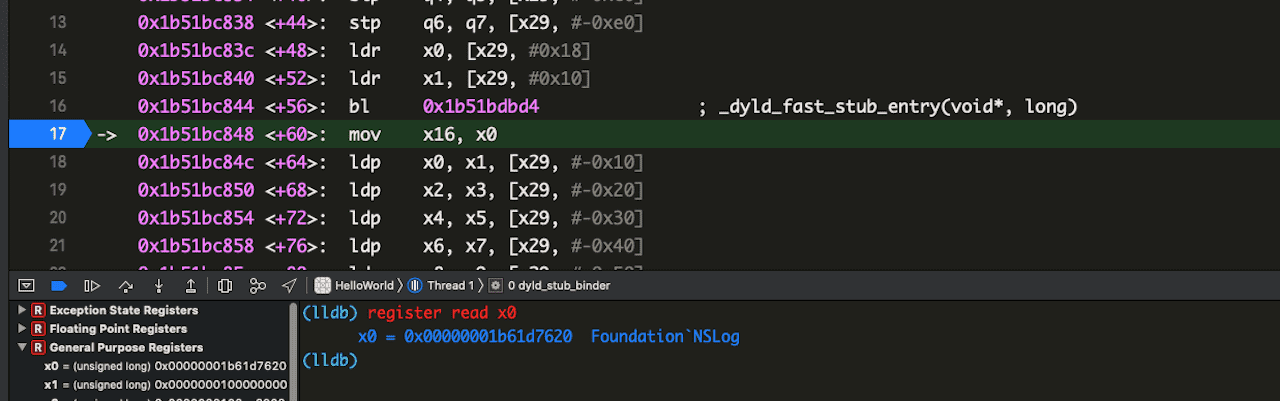 13 0x1b51bc838 <+44>: stp q6, q7, [x29, #-0xe0]
14 0x1b51bc83c <+48>: ldr x0, [x29, #0x18]
15 0x1b51bc840 <+52>: ldr x1, [x29, #0x10]
16 0x1b51bc844 <+56>: bl 0x1b51bdbd4 ; _dyld_fast_stub_entry(void*, long)
17 -> 0x1b51bc848 <+60>: mov x16, x0
18 0x1b51bc84c <+64>: ldp x0, x1, [x29, #-0x10]
19 0x1b51bc850 <+68>: ldp x2, x3, [x29, #-0x20]
20 0x1b51bc854 <+72>: ldp x4, x5, [x29, #-0x30]
21 0x1b51bc858 <+76>: ldp x6, x7, [x29, #-0x40]
HelloWorld 〉 Thread 1 〉 0 dyld_stub_binder
R Exception State Registers
R Floating Point Registers
R General Purpose Registers
x0 = (unsigned long) 0x00000001b61d7620
x1 = (unsigned long) 0x0000000100000000
(lldb) register read x0
x0 = 0x00000001b61d7620 Foundation`NSLog
(lldb)